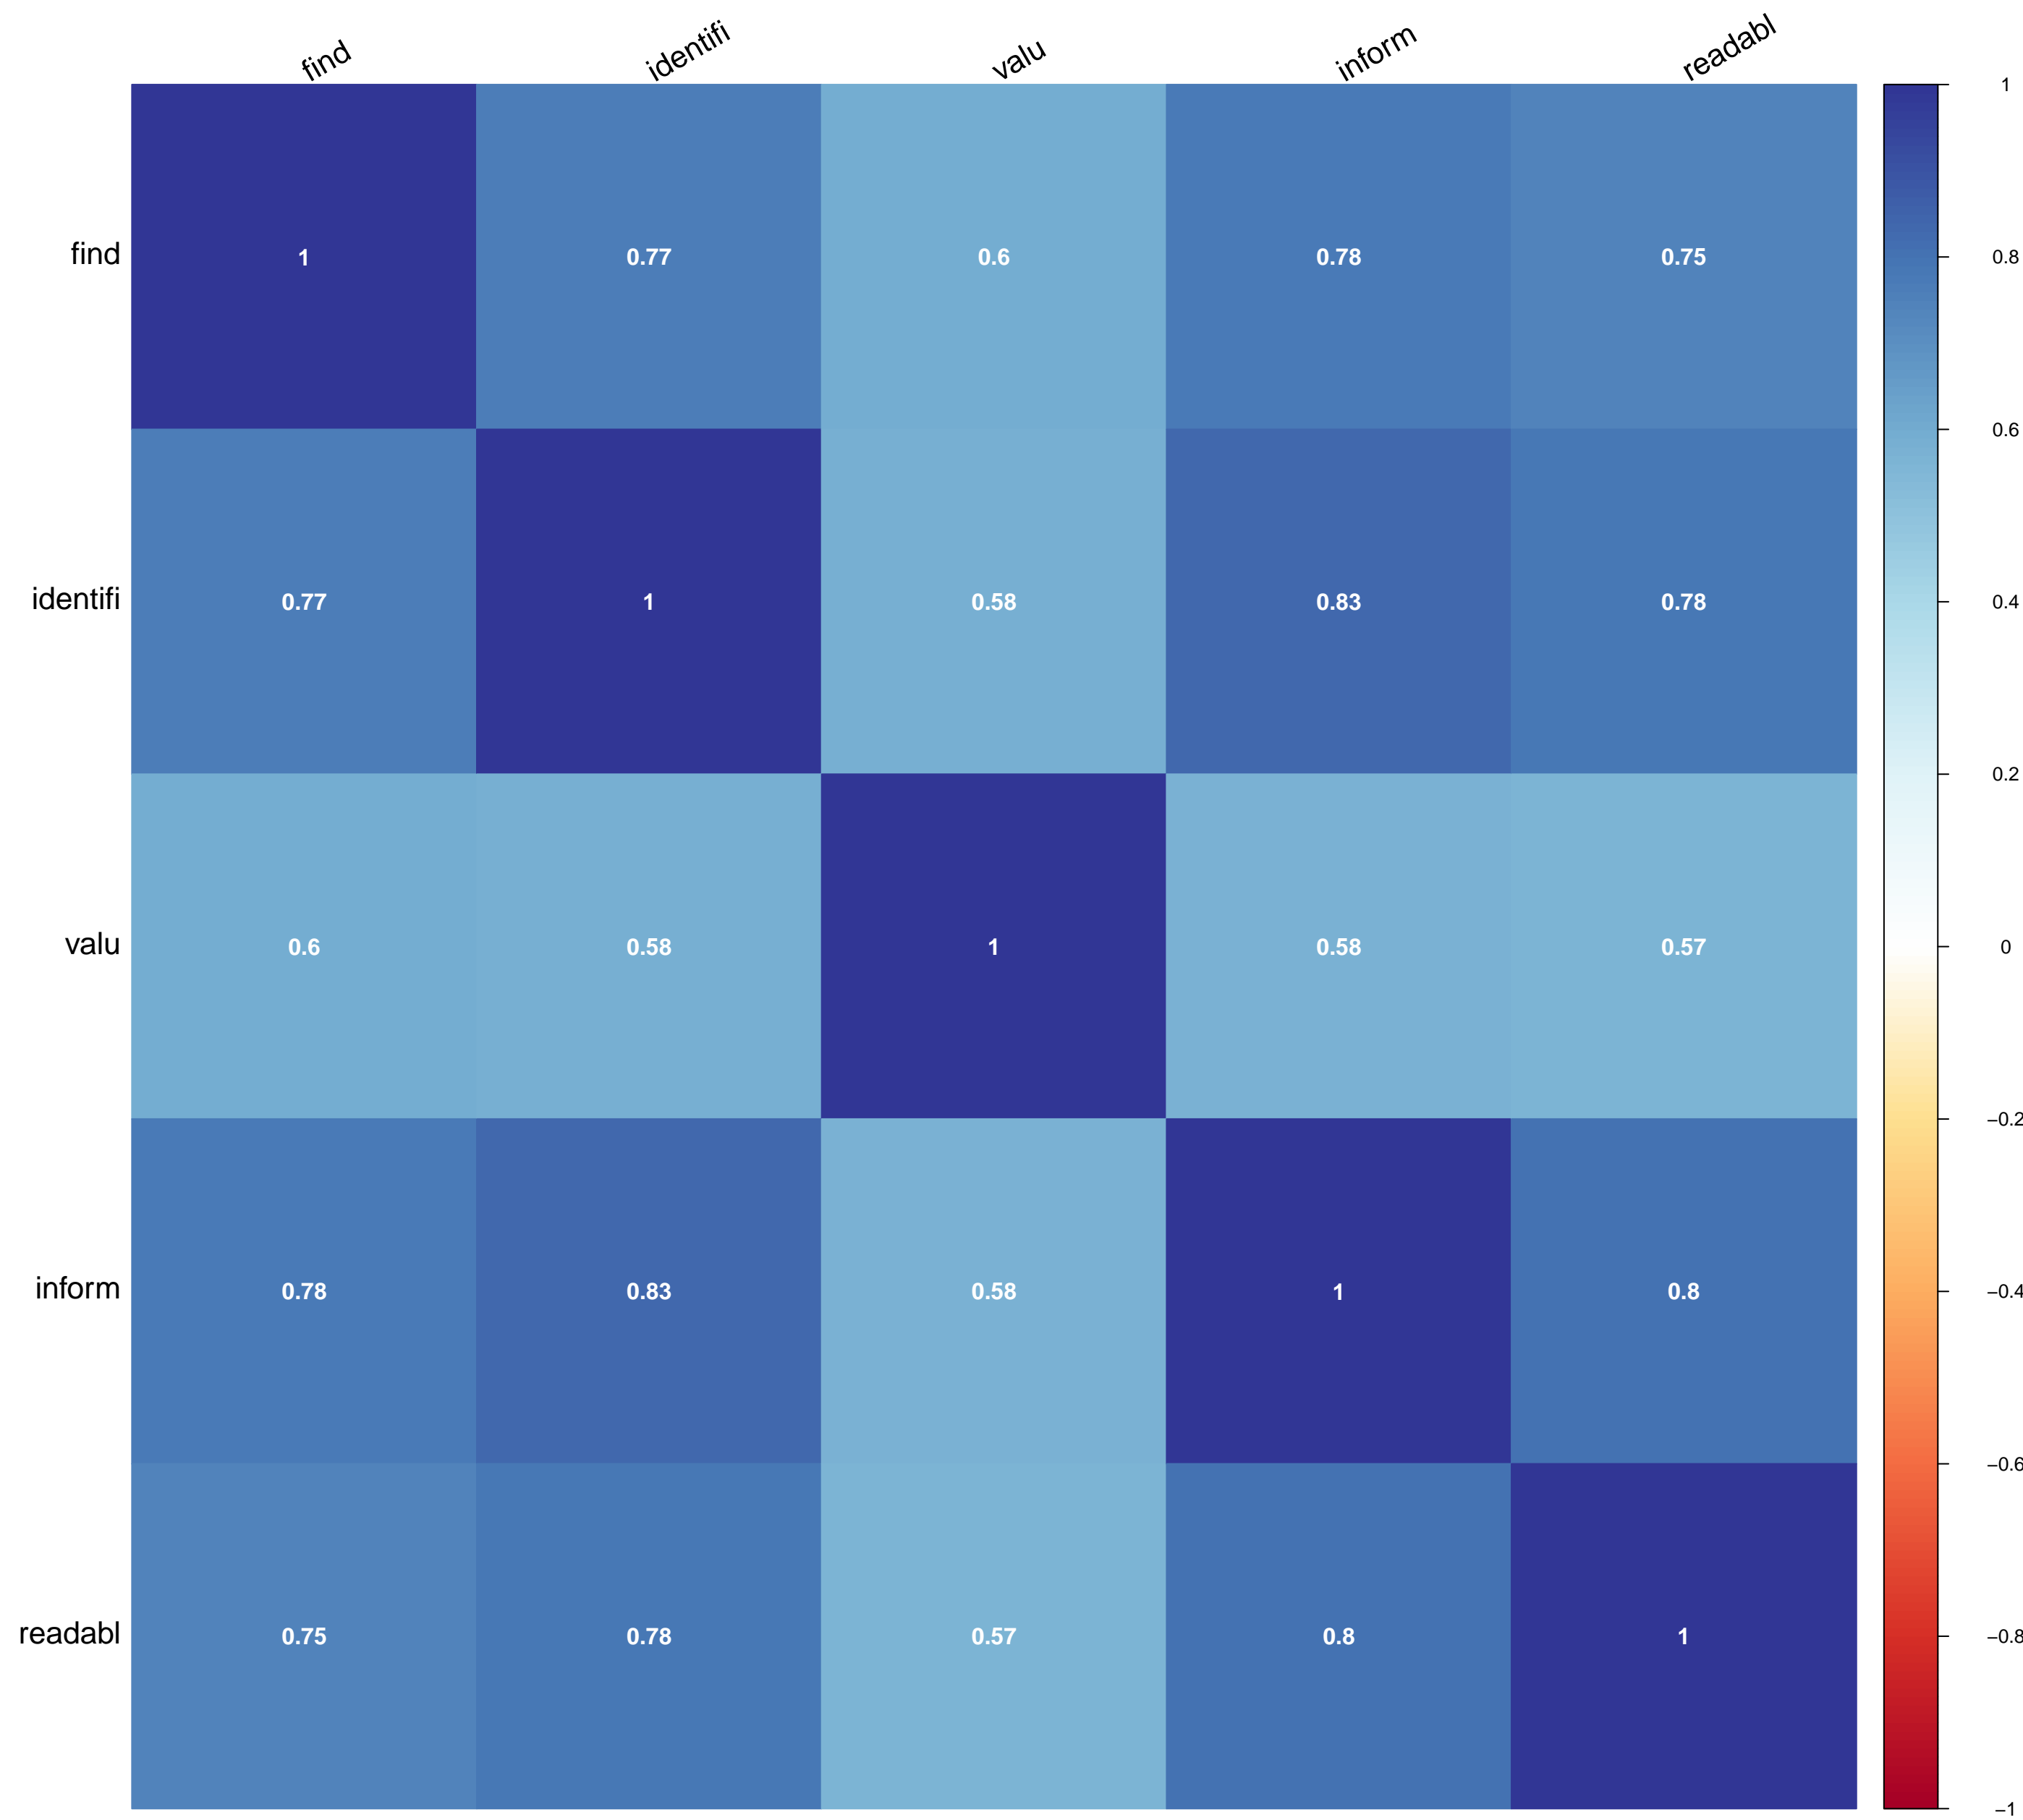 find identifi valu inform readabl
find 1 0.77 0.6 0.78 0.75
identifi 0.77 1 0.58 0.83 0.78
valu 0.6 0.58 1 0.58 0.57
inform 0.78 0.83 0.58 1 0.8
readabl 0.75 0.78 0.57 0.8 1
1
0.8
0.6
0.4
0.2
0
−0.2
−0.4
−0.6
−0.8
−1